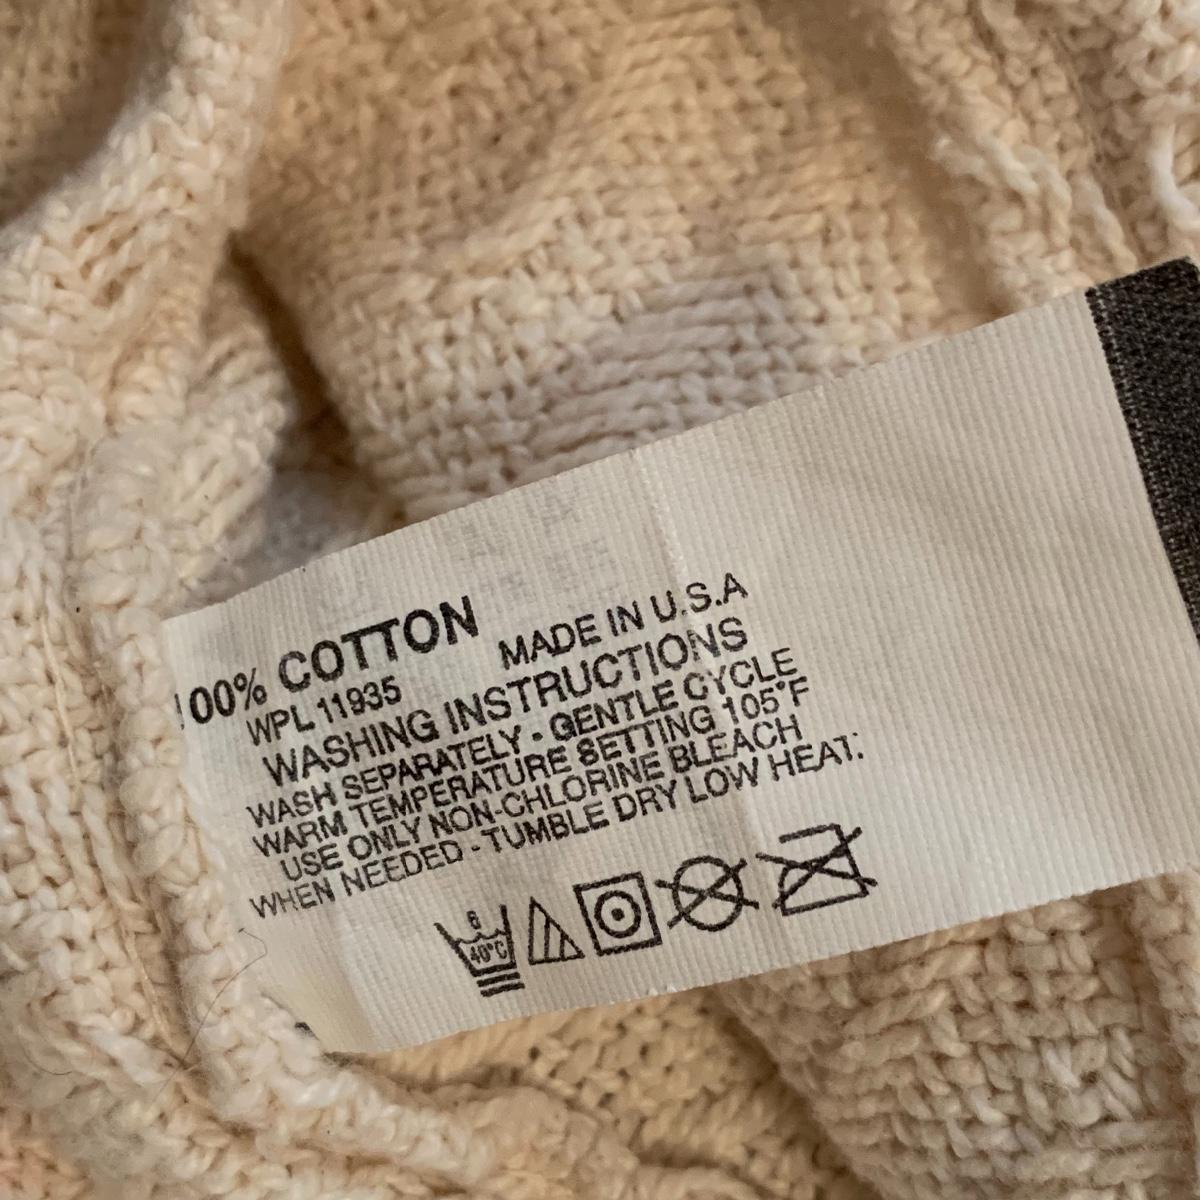 100% COTTON
MADE IN U.S.A
WPL 11935
WASHING INSTRUCTIONS
WASH SEPARATELY - GENTLE CYCLE
WARM TEMPERATURE SETTING 105°F
USE ONLY NON-CHLORINE BLEACH
WHEN NEEDED - TUMBLE DRY LOW HEAT.
6
40°C